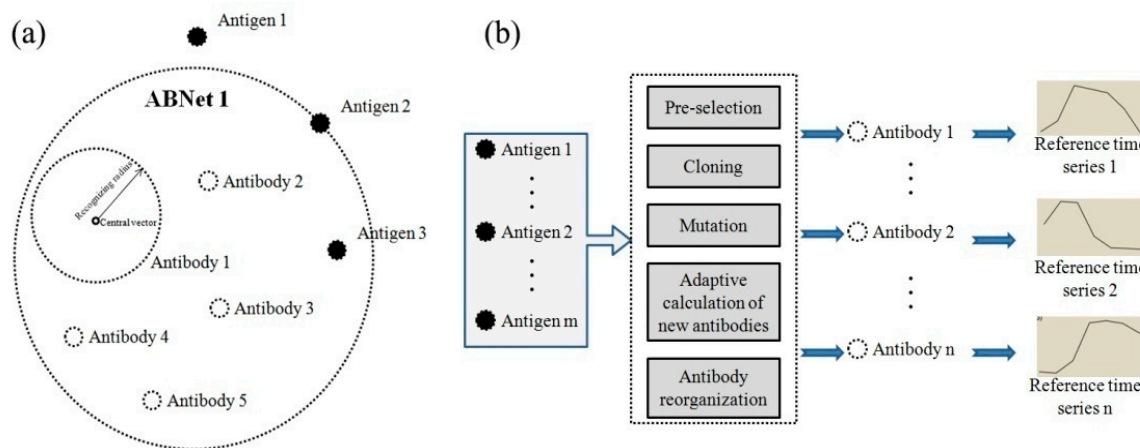 (a)
Antigen 1
ABNet 1
Antigen 2
Recognizing radius
Central vector
Antibody 2
Antigen 3
Antibody 1
Antibody 3
Antibody 4
Antibody 5
(b)
Antigen 1
Antigen 2
Antigen m
Pre-selection
Cloning
Mutation
Adaptive
calculation of
new antibodies
Antibody
reorganization
Antibody 1
Antibody 2
Antibody n
Reference time
series 1
Reference time
series 2
Reference time
series n